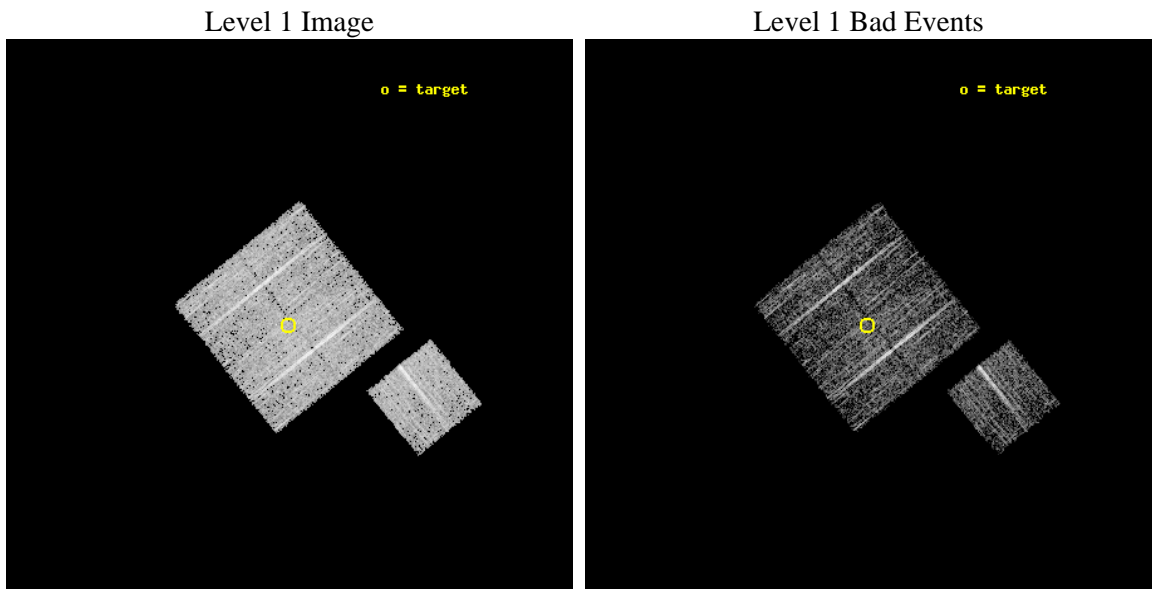 Level 1 Image
Level 1 Bad Events
o = target
o = target